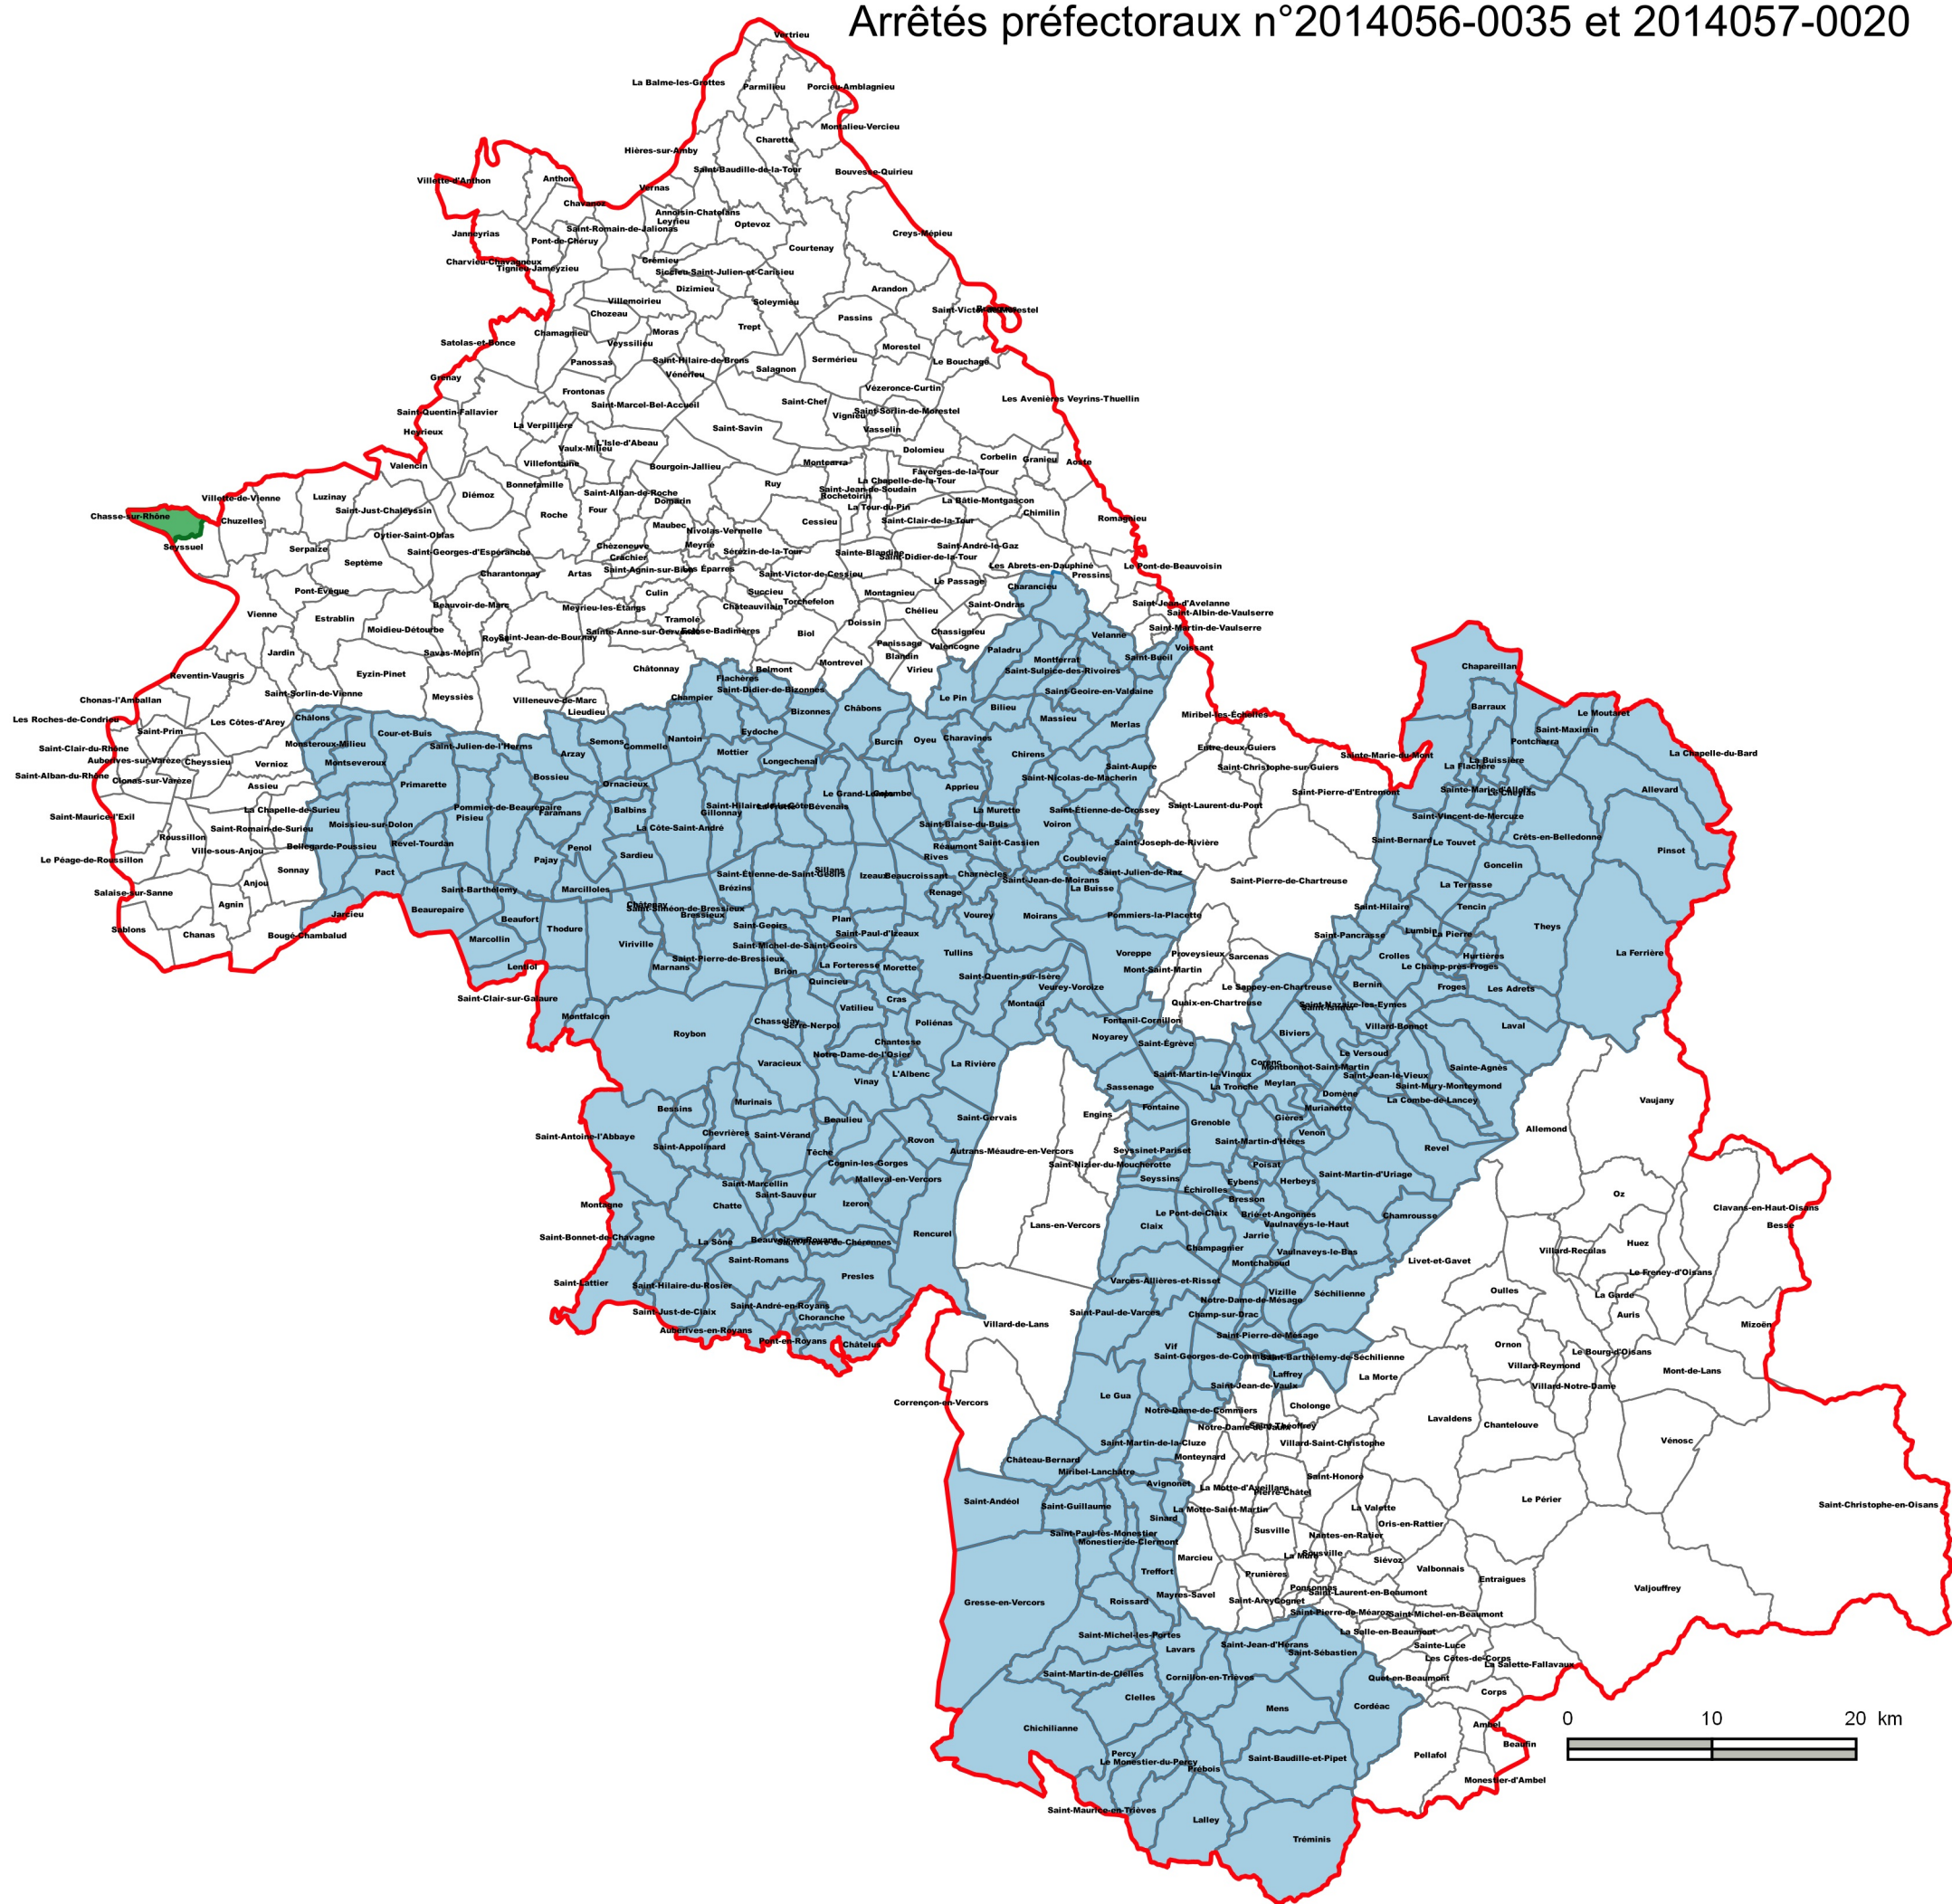 Arrêtés préfectoraux n°2014056-0035 et 2014057-0020
Vertrieu
La Balme-les-Grottes
Parmilieu
Porcieu-Amblagnieu
Montalieu-Vercieu
Charette
Hières-sur-Amby
Saint-Baudille-de-la-Tour
Bouvesse-Quirieu
Villette-d'Anthon
Anthon
Vernas
Chavanoz
Annoisin-Chatelans
Leyrieu
Optevoz
Saint-Romain-de-Jalionas
Janneyrias
Pont-de-Chéruy
Creys-Mépieu
Courtenay
Charvieu-Chavagneux
Tignieu-Jameyzieu
Crémieu
Siccieu-Saint-Julien-et-Carisieu
Dizimieu
Arandon
Villemoirieu
Soleymieu
Chozeau
Passins
Trept
Chamagnieu
Moras
Satolas-et-Bonce
Veyssilieu
Morestel
Panossas
Saint-Hilaire-de-Brens
Sermérieu
Le Bouchage
Salagnon
Vénérieu
Grenay
Frontonas
Vézeronce-Curtin
Les Avenières Veyrins-Thuellin
Saint-Chef
Saint-Marcel-Bel-Accueil
Saint-Quentin-Fallavier
Saint-Sorlin-de-Morestel
Vignieu
La Verpillière
Saint-Savin
Vasselin
Heyrieux
L'Isle-d'Abeau
Vaulx-Milieu
Dolomieu
Corbelin
Granieu
Aoste
Valencin
Villefontaine
Bourgoin-Jallieu
Montcarra
Faverges-de-la-Tour
La Chapelle-de-la-Tour
Bonnefamille
Ruy
Saint-Jean-de-Soudain
Rochetoirin
Diémoz
Saint-Alban-de-Roche
Domarin
La Bâtie-Montgascon
Villette-de-Vienne
Luzinay
Saint-Just-Chaleyssin
Four
La Tour-du-Pin
Chimilin
Chasse-sur-Rhône
Chuzelles
Roche
Cessieu
Saint-Clair-de-la-Tour
Romagnieu
Maubec
Nivolas-Vermelle
Oytier-Saint-Oblas
Seyssuel
Serpaize
Saint-Georges-d'Espéranche
Chèzeneuve
Meyrié
Sérézin-de-la-Tour
Sainte-Blandine
Saint-André-le-Gaz
Saint-Didier-de-la-Tour
Crachier
Septème
Les Abrets-en-Dauphiné
Le Pont-de-Beauvoisin
Charantonnay
Artas
Saint-Agnin-sur-Bion
Les Éparres
Saint-Victor-de-Cessieu
Pressins
Le Passage
Charancieu
Pont-Évêque
Culin
Succieu
Montagnieu
Beauvoir-de-Marc
Meyrieu-les-Étangs
Châteauvilain
Torchefelon
Saint-Ondras
Saint-Jean-d'Avelanne
Chélieu
Saint-Albin-de-Vaulserre
Vienne
Estrablin
Tramolé
Doissin
Moidieu-Détourbe
Royas
Saint-Jean-de-Bournay
Sainte-Anne-sur-Gervonde
Eclose-Badinières
Biol
Chassignieu
Velanne
Saint-Martin-de-Vaulserre
Panissage
Valencogne
Paladru
Voissant
Jardin
Savas-Mépin
Blandin
Saint-Bueil
Montferrat
Châtonnay
Belmont
Montrevel
Virieu
Saint-Sulpice-des-Rivoires
Chapareillan
Reventin-Vaugris
Eyzin-Pinet
Flachères
Saint-Didier-de-Bizonnes
Saint-Geoire-en-Valdaine
Saint-Sorlin-de-Vienne
Meyssiès
Villeneuve-de-Marc
Champier
Le Pin
Chonas-l'Amballan
Lieudieu
Bizonnes
Châbons
Bilieu
Barraux
Les Roches-de-Condrieu
Les Côtes-d'Arey
Châlons
Massieu
Merlas
Miribel-les-Échelles
Le Moutaret
Saint-Prim
Cour-et-Buis
Eydoche
Saint-Maximin
Monsteroux-Milieu
Saint-Julien-de-l'Herms
Semons
Commelle
Nantoin
Burcin
Oyeu
Charavines
Entre-deux-Guiers
Pontcharra
Saint-Clair-du-Rhône
Arzay
Mottier
Chirens
Sainte-Marie-du-Mont
La Chapelle-du-Bard
Auberives-sur-Varèze
Cheyssieu
Vernioz
Montseveroux
Longechenal
Saint-Aupre
Saint-Christophe-sur-Guiers
La Flachère
La Buissière
Saint-Alban-du-Rhône
Clonas-sur-Varèze
Assieu
Primarette
Bossieu
Ornacieux
Saint-Nicolas-de-Macherin
Apprieu
Saint-Pierre-d'Entremont
Sainte-Marie-d'Alloix
Le Cheylas
Allevard
La Chapelle-de-Surieu
Pommier-de-Beaurepaire
Faramans
Balbins
Saint-Hilaire-de-la-Côte
Gillonnay
Bévenais
Le Grand-Lemps
Colombe
La Murette
Saint-Étienne-de-Crossey
Saint-Laurent-du-Pont
Saint-Maurice-l'Exil
Pisieu
Saint-Vincent-de-Mercuze
Moissieu-sur-Dolon
La Côte-Saint-André
Saint-Blaise-du-Buis
Voiron
Roussillon
Saint-Romain-de-Surieu
Revel-Tourdan
Saint-Cassien
Saint-Joseph-de-Rivière
Saint-Bernard
Le Touvet
Crêts-en-Belledonne
Ville-sous-Anjou
Bellegarde-Poussieu
Penol
Sardieu
Réaumont
Rives
Coublevie
Pinsot
Le Péage-de-Roussillon
Sonnay
Pact
Pajay
Saint-Étienne-de-Saint-Geoirs
Sillans
Izeaux
Beaucroissant
Charnècles
Saint-Jean-de-Moirans
Saint-Julien-de-Raz
Goncelin
Anjou
Salaise-sur-Sanne
Saint-Barthélemy
Marcilloles
Brézins
Renage
La Buisse
Saint-Pierre-de-Chartreuse
La Terrasse
Agnin
Beaurepaire
Châtenay
Saint-Siméon-de-Bressieux
Bressieux
Saint-Hilaire
Tencin
Jarcieu
Beaufort
Plan
Vourey
Moirans
Pommiers-la-Placette
Sablons
Chanas
Bougé-Chambalud
Marcollin
Thodure
Saint-Geoirs
Saint-Paul-d'Izeaux
Saint-Pancrasse
Lumbin
La Pierre
Theys
Viriville
Saint-Michel-de-Saint-Geoirs
Tullins
Voreppe
Proveysieux
Sarcenas
Crolles
Hurtières
La Ferrière
Lentiol
Marnans
Saint-Pierre-de-Bressieux
Brion
La Forteresse
Morette
Mont-Saint-Martin
Le Champ-près-Froges
Quincieu
Saint-Quentin-sur-Isère
Veurey-Voroize
Le Sappey-en-Chartreuse
Bernin
Froges
Les Adrets
Saint-Clair-sur-Galaure
Cras
Montaud
Quaix-en-Chartreuse
Saint-Nazaire-les-Eymes
Saint-Ismier
Montfalcon
Vatilieu
Chasselay
Serre-Nerpol
Poliénas
Fontanil-Cornillon
Villard-Bonnot
Laval
Roybon
Noyarey
Biviers
Chantesse
Saint-Égrève
Notre-Dame-de-l'Osier
Le Versoud
Varacieux
La Rivière
Corenc
Montbonnot-Saint-Martin
Sainte-Agnès
L'Albenc
Saint-Martin-le-Vinoux
Saint-Jean-le-Vieux
Vinay
Sassenage
La Tronche
Meylan
Saint-Mury-Monteymond
Murinais
Domène
La Combe-de-Lancey
Vaujany
Bessins
Fontaine
Murianette
Beaulieu
Saint-Gervais
Engins
Grenoble
Gières
Allemond
Saint-Antoine-l'Abbaye
Chevrières
Saint-Vérand
Venon
Saint-Appolinard
Rovon
Saint-Martin-d'Hères
Revel
Têche
Autrans-Méaudre-en-Vercors
Seyssinet-Pariset
Cognin-les-Gorges
Saint-Nizier-du-Moucherotte
Poisat
Saint-Martin-d'Uriage
Malleval-en-Vercors
Seyssins
Eybens
Herbeys
Saint-Marcellin
Échirolles
Saint-Sauveur
Bresson
Oz
Montagne
Chatte
Izeron
Le Pont-de-Claix
Brié-et-Angonnes
Chamrousse
Clavans-en-Haut-Oisans
Lans-en-Vercors
Claix
Vaulnaveys-le-Haut
Besse
Saint-Bonnet-de-Chavagne
La Sône
Beauvoir-en-Royans
Saint-Pierre-de-Chérennes
Rencurel
Jarrie
Huez
Champagnier
Vaulnaveys-le-Bas
Villard-Reculas
Saint-Romans
Montchaboud
Livet-et-Gavet
Le Freney-d'Oisans
Presles
Varces-Allières-et-Risset
Saint-Lattier
Saint-Hilaire-du-Rosier
Vizille
Séchilienne
Oulles
La Garde
Notre-Dame-de-Mésage
Saint-André-en-Royans
Saint-Just-de-Claix
Choranche
Saint-Paul-de-Varces
Champ-sur-Drac
Auris
Villard-de-Lans
Mizoën
Auberives-en-Royans
Saint-Pierre-de-Mésage
Pont-en-Royans
Châtelus
Vif
Ornon
Saint-Georges-de-Commiers
Saint-Barthélemy-de-Séchilienne
Le Bourg-d'Oisans
Villard-Reymond
Laffrey
La Morte
Mont-de-Lans
Saint-Jean-de-Vaulx
Villard-Notre-Dame
Le Gua
Corrençon-en-Vercors
Cholonge
Notre-Dame-de-Commiers
Lavaldens
Notre-Dame-de-Vaulx
Saint-Théoffrey
Chantelouve
Saint-Martin-de-la-Cluze
Villard-Saint-Christophe
Vénosc
Château-Bernard
Monteynard
Miribel-Lanchâtre
Saint-Honoré
Avignonet
La Motte-d'Aveillans
Pierre-Châtel
Saint-Andéol
Saint-Guillaume
La Motte-Saint-Martin
La Valette
Le Périer
Saint-Christophe-en-Oisans
Sinard
Oris-en-Rattier
Saint-Paul-lès-Monestier
Susville
Nantes-en-Ratier
Monestier-de-Clermont
Marcieu
La Mure
Sousville
Siévoz
Valbonnais
Treffort
Prunières
Entraigues
Ponsonnas
Valjouffrey
Gresse-en-Vercors
Roissard
Mayres-Savel
Saint-Arey
Cognet
Saint-Laurent-en-Beaumont
Saint-Pierre-de-Méaroz
Saint-Michel-en-Beaumont
Saint-Michel-les-Portes
La Salle-en-Beaumont
Lavars
Saint-Jean-d'Hérans
Saint-Sébastien
Sainte-Luce
Les Côtes-de-Corps
La Salette-Fallavaux
Saint-Martin-de-Clelles
Cornillon-en-Trièves
Quet-en-Beaumont
Clelles
Corps
Mens
Cordéac
Chichilianne
Ambel
Percy
Le Monestier-du-Percy
Saint-Baudille-et-Pipet
Pellafol
Beaufin
Prébois
Monestier-d'Ambel
Saint-Maurice-en-Trièves
Lalley
Tréminis
0 10 20 km